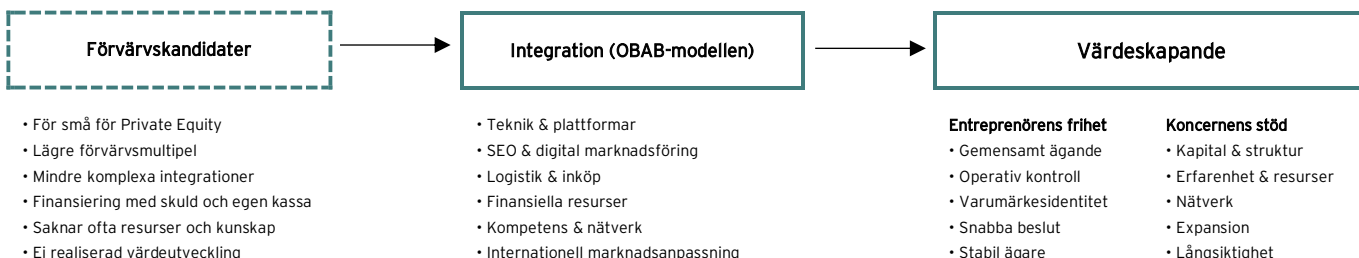 Förvärvskandidater
Integration (OBAB-modellen)
Värdeskapande
• För små för Private Equity
• Lägre förvärvsmultipel
• Mindre komplexa integrationer
• Finansiering med skuld och egen kassa
• Saknar ofta resurser och kunskap
• Ej realiserad värdeutveckling
• Teknik & plattformar
• SEO & digital marknadsföring
• Logistik & inköp
• Finansiella resurser
• Kompetens & nätverk
• Internationell marknadsanpassning
Entreprenörens frihet
• Gemensamt ägande
• Operativ kontroll
• Varumärkesidentitet
• Snabba beslut
• Stabil ägare
Koncernens stöd
• Kapital & struktur
• Erfarenhet & resurser
• Nätverk
• Expansion
• Långsiktighet